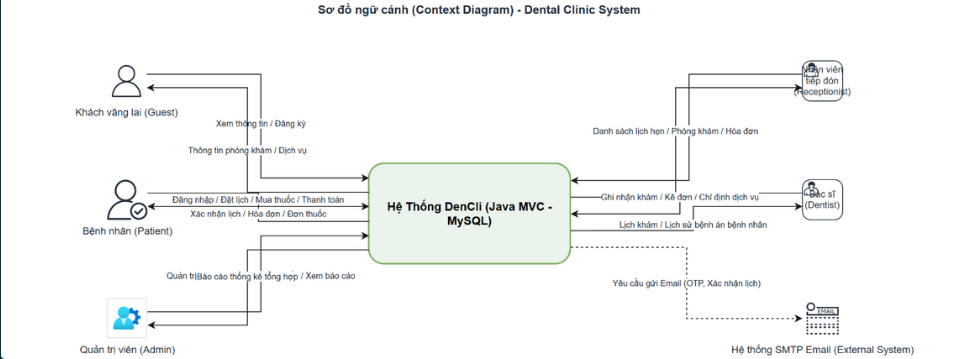 Sơ đồ ngữ cảnh (Context Diagram) - Dental Clinic System
Khách vãng lai (Guest)
Xem thông tin / Đăng ký
Thông tin phòng khám / Dịch vụ
Nhân viên
tiếp đón
(Receptionist)
Danh sách lịch hẹn / Phòng khám / Hóa đơn
Hệ Thống DenCli (Java MVC -
MySQL)
Đăng nhập / Đặt lịch / Mua thuốc / Thanh toán
Xác nhận lịch / Hóa đơn / Đơn thuốc
Bệnh nhân (Patient)
Ghi nhận khám / Kê đơn / Chỉ định dịch vụ
Bác sĩ
(Dentist)
Lịch khám / Lịch sử bệnh án bệnh nhân
Quản trị
Báo cáo thống kê tổng hợp / Xem báo cáo
Quản trị viên (Admin)
Yêu cầu gửi Email (OTP, Xác nhận lịch)
EMAIL
Hệ thống SMTP Email (External System)